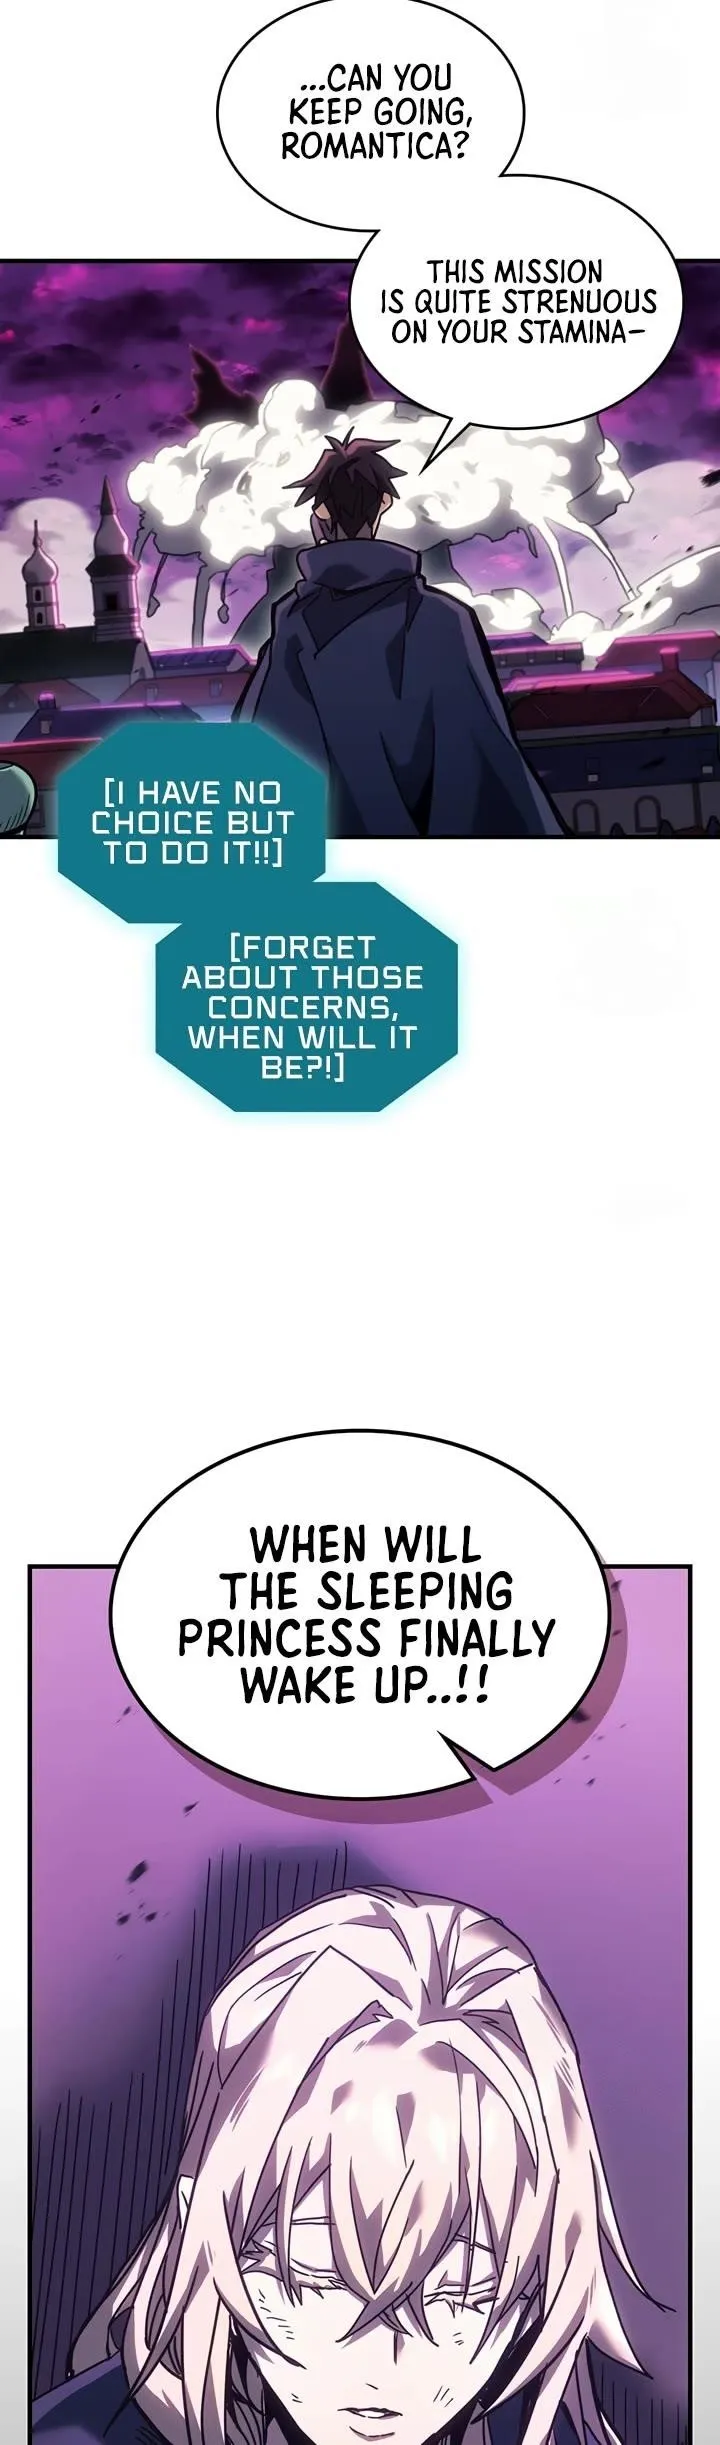 ...CAN YOU
KEEP GOING,
ROMANTICA?
THIS MISSION
IS QUITE STRENUOUS
ON YOUR STAMINA-
[I HAVE NO
CHOICE BUT
TO DO IT!!]
[FORGET
ABOUT THOSE
CONCERNS,
WHEN WILL IT
BE?!]
WHEN WILL
THE SLEEPING
PRINCESS FINALLY
WAKE UP..!!